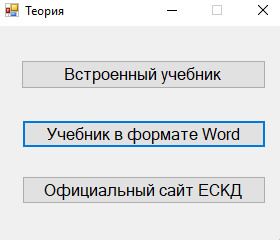 Теория
Встроенный учебник
Учебник в формате Word
Официальный сайт ЕСКД